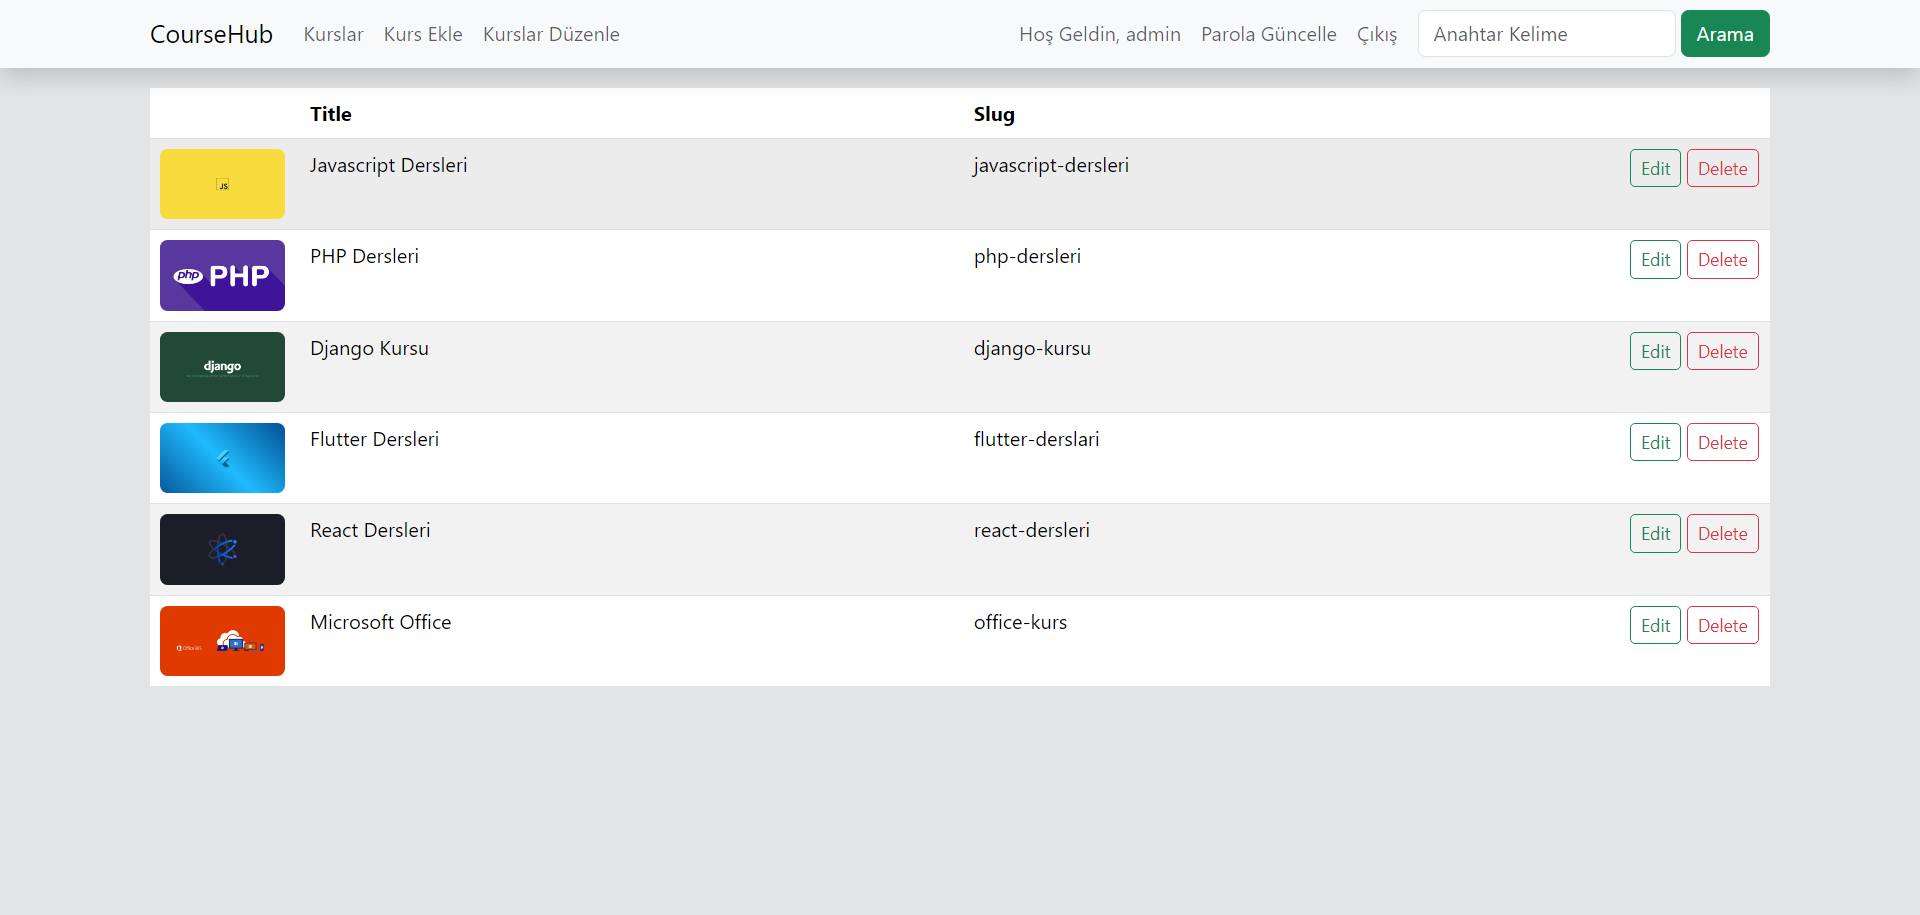 CourseHub Kurslar Kurs Ekle Kurslar Düzenle Hoş Geldin, admin Parola Güncelle Çıkış Anahtar Kelime Arama
Title Slug
JS Javascript Dersleri javascript-dersleri Edit Delete
php PHP PHP Dersleri php-dersleri Edit Delete
django Django Kursu django-kursu Edit Delete
Flutter Dersleri flutter-derslari Edit Delete
React Dersleri react-dersleri Edit Delete
Office 365 Microsoft Office office-kurs Edit Delete